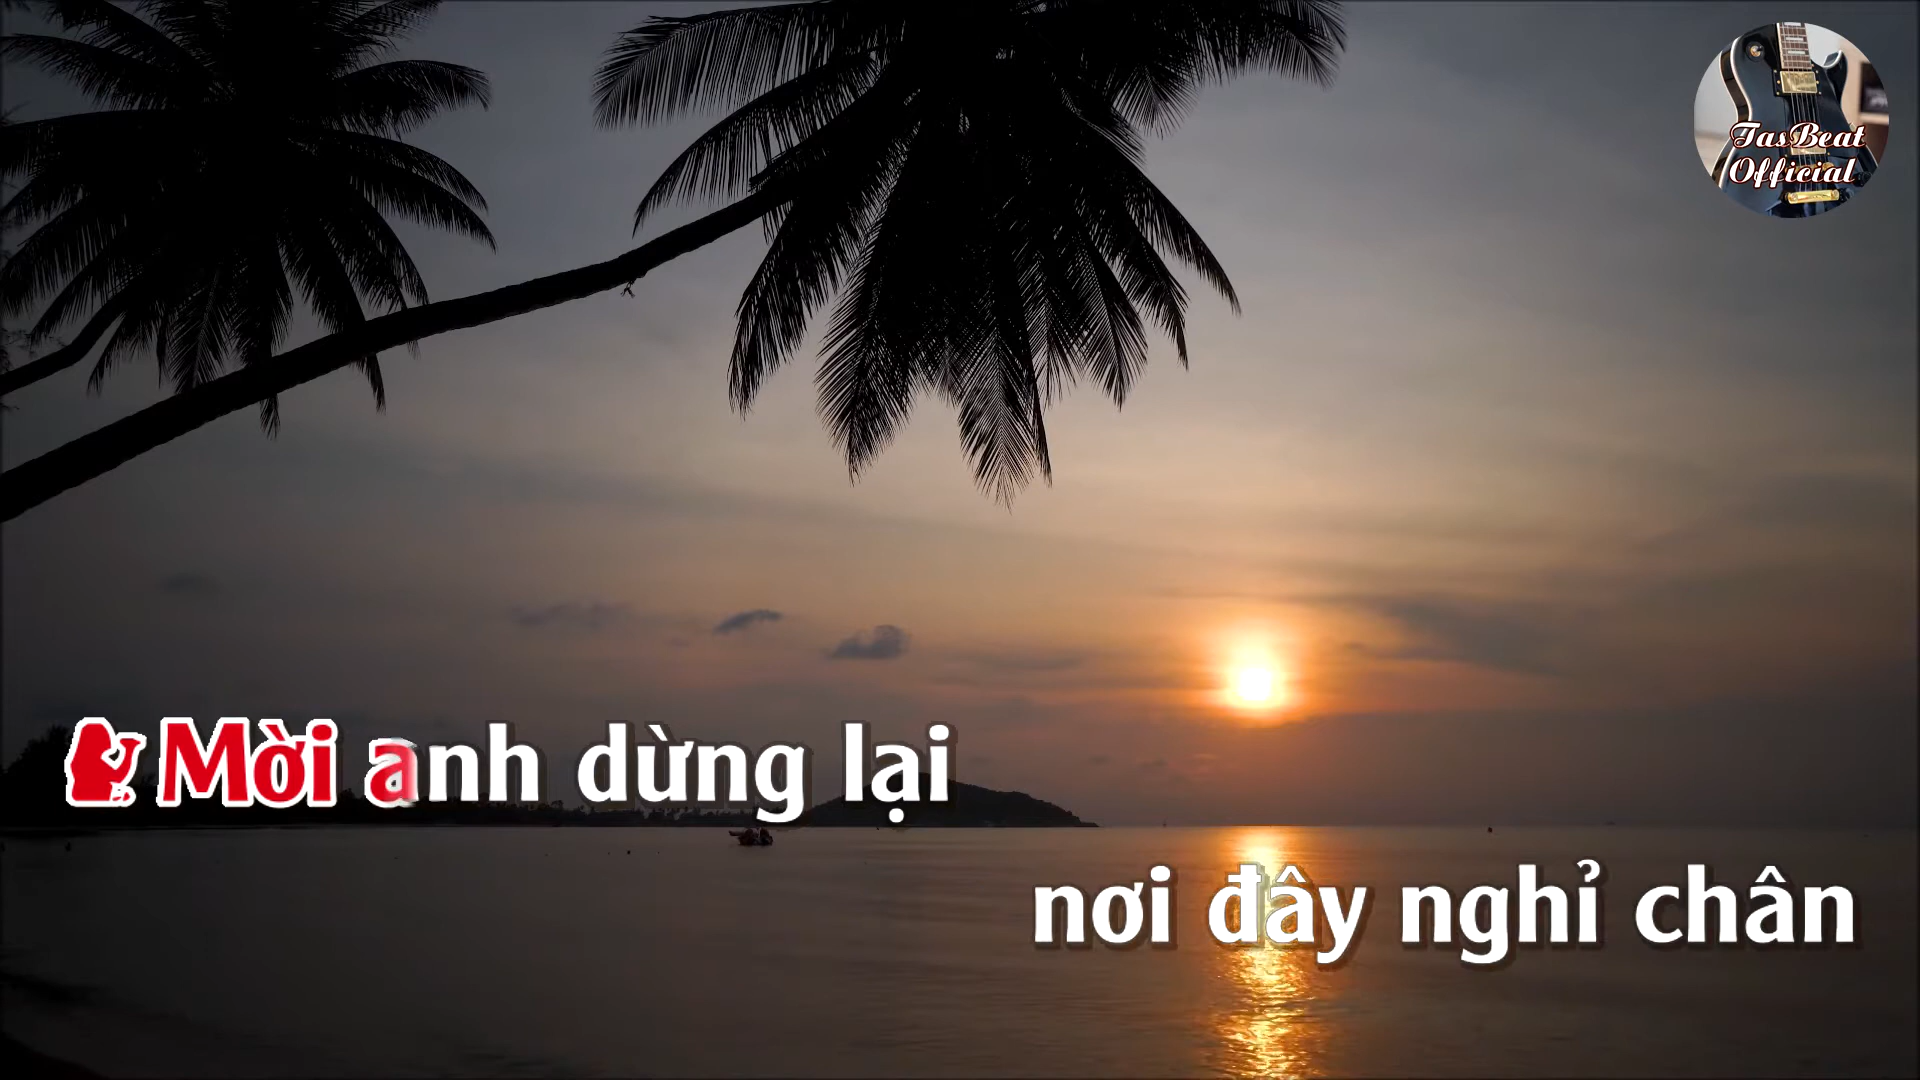 TasBeat
Official
Mời anh dừng lại
nơi đây nghỉ chân